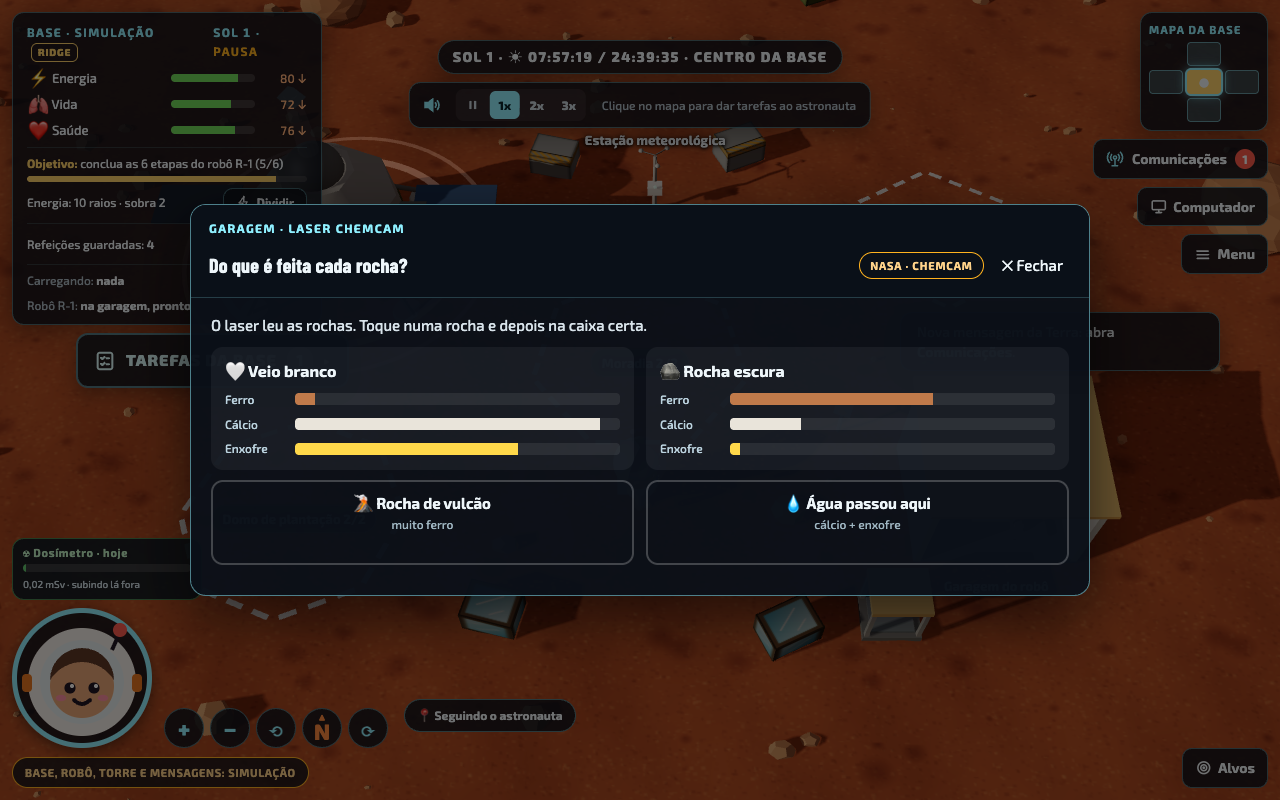 BASE · SIMULAÇÃO
RIDGE
SOL 1 · PAUSA
Energia 80 ↓
Vida 72 ↓
Saúde 76 ↓
Objetivo: conclua as 6 etapas do robô R-1 (5/6)
Energia: 10 raios · sobra 2
Dividir
Refeições guardadas: 4
Carregando: nada
Robô R-1: na garagem, pronto
TAREFAS
SOL 1 · ☀ 07:57:19 / 24:39:35 · CENTRO DA BASE
1x 2x 3x Clique no mapa para dar tarefas ao astronauta
Estação meteorológica
MAPA DA BASE
Comunicações 1
Computador
Menu
GARAGEM · LASER CHEMCAM
Do que é feita cada rocha?
NASA · CHEMCAM
Fechar
O laser leu as rochas. Toque numa rocha e depois na caixa certa.
Veio branco
Ferro
Cálcio
Enxofre
Rocha escura
Ferro
Cálcio
Enxofre
Rocha de vulcão
muito ferro
Água passou aqui
cálcio + enxofre
Dosímetro · hoje
0,02 mSv · subindo lá fora
N
Seguindo o astronauta
BASE, ROBÔ, TORRE E MENSAGENS: SIMULAÇÃO
Alvos